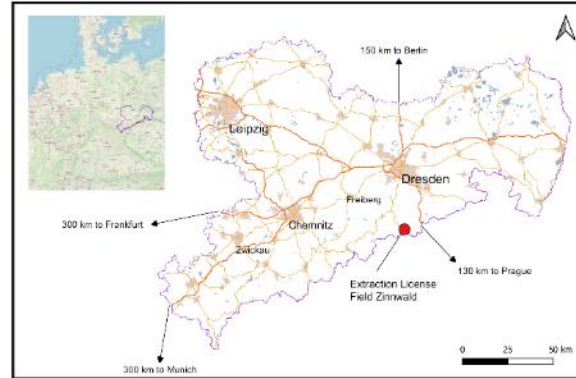 150 km to Berlin
Leipzig
Dresden
Freiberg
300 km to Frankfurt
Chemnitz
Zwickau
130 km to Prague
Extraction License
Field Zinnwald
300 km to Munich
0 25 50 km